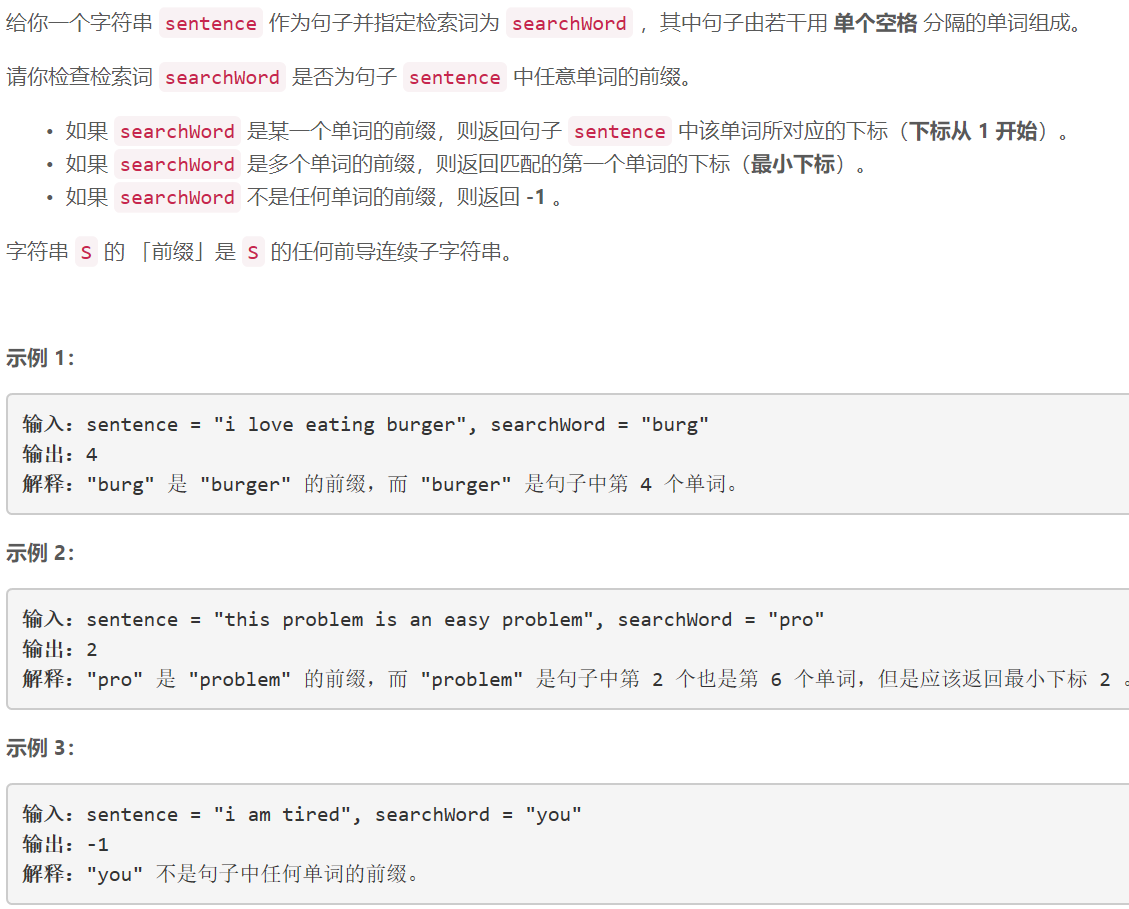 给你一个字符串 sentence 作为句子并指定检索词为 searchWord ，其中句子由若干用 单个空格 分隔的单词组成。
请你检查检索词 searchWord 是否为句子 sentence 中任意单词的前缀。
• 如果 searchWord 是某一个单词的前缀，则返回句子 sentence 中该单词所对应的下标（下标从 1 开始）。
• 如果 searchWord 是多个单词的前缀，则返回匹配的第一个单词的下标（最小下标）。
• 如果 searchWord 不是任何单词的前缀，则返回 -1 。
字符串 S 的 「前缀」是 S 的任何前导连续子字符串。
示例 1：
输入：sentence = "i love eating burger", searchWord = "burg"
输出：4
解释："burg" 是 "burger" 的前缀，而 "burger" 是句子中第 4 个单词。
示例 2：
输入：sentence = "this problem is an easy problem", searchWord = "pro"
输出：2
解释："pro" 是 "problem" 的前缀，而 "problem" 是句子中第 2 个也是第 6 个单词，但是应该返回最小下标 2 。
示例 3：
输入：sentence = "i am tired", searchWord = "you"
输出：-1
解释："you" 不是句子中任何单词的前缀。